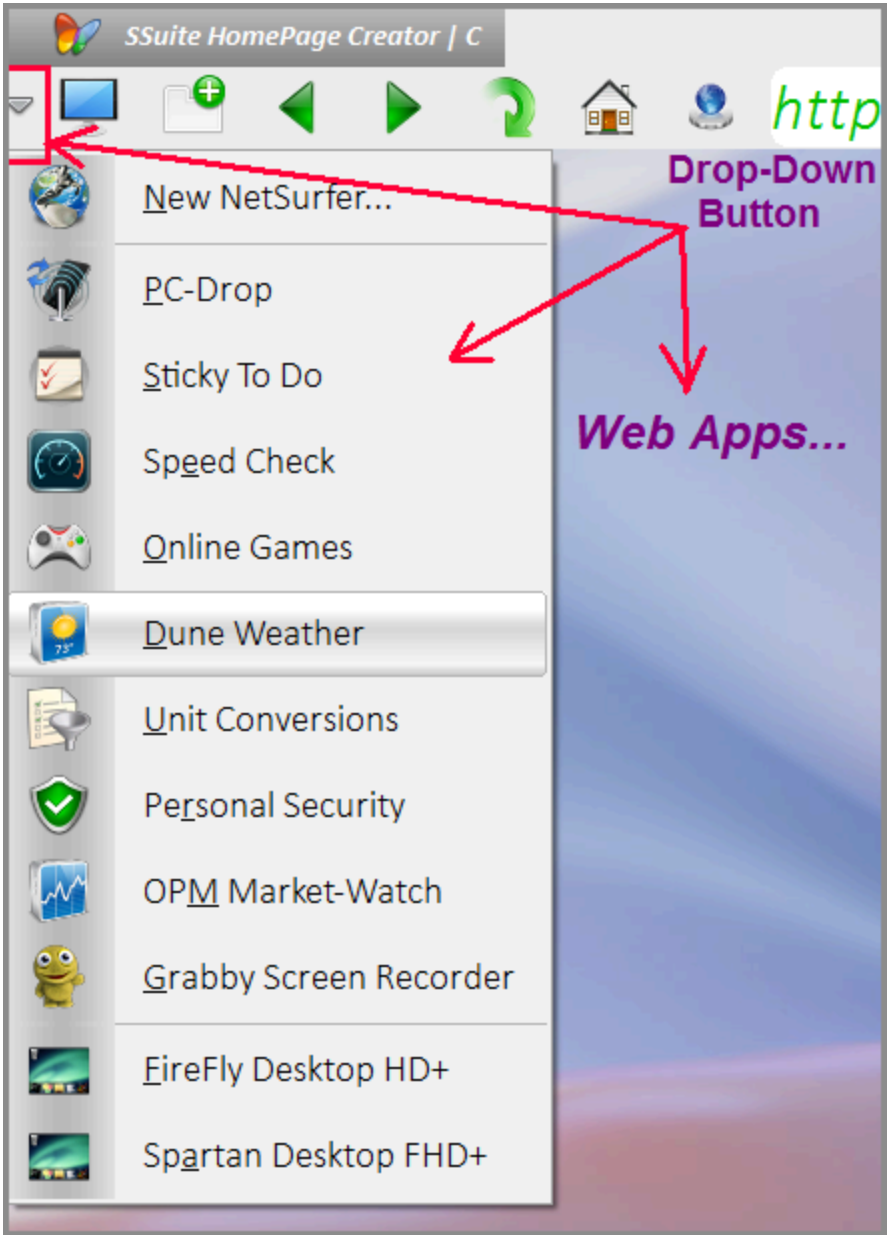 SSuite HomePage Creator | C
http
Drop-Down
Button
New NetSurfer...
PC-Drop
Sticky To Do
Web Apps...
Speed Check
Online Games
Dune Weather
73°
Unit Conversions
Personal Security
OPM Market-Watch
Grabby Screen Recorder
FireFly Desktop HD+
Spartan Desktop FHD+